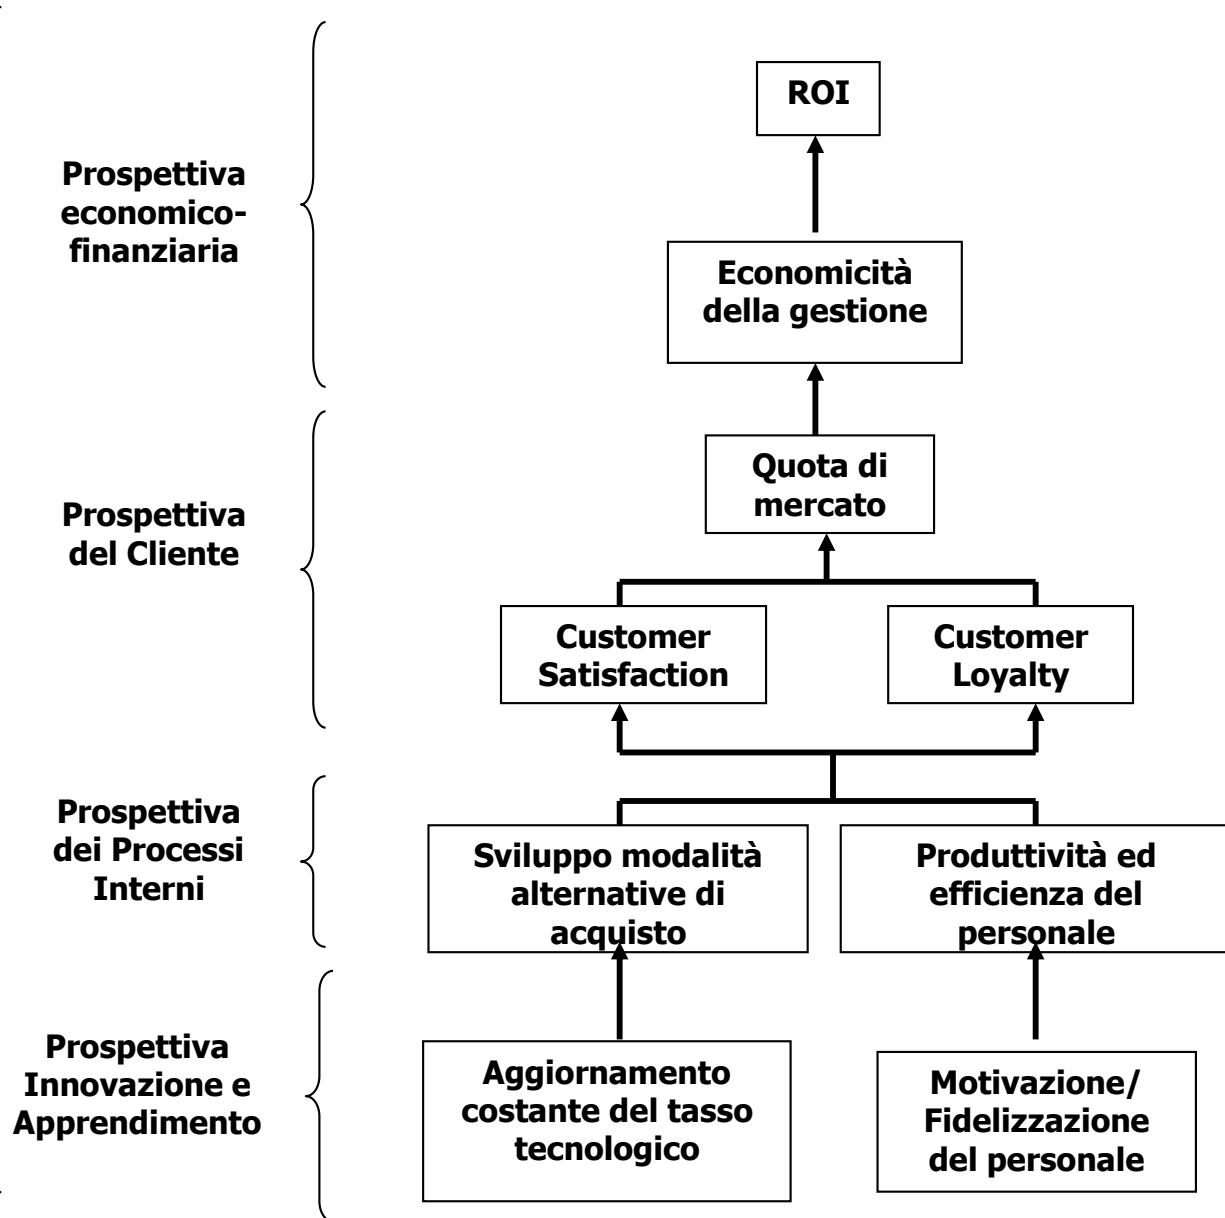 ROI
Prospettiva
economico-
finanziaria
Economicità
della gestione
Quota di
mercato
Prospettiva
del Cliente
Customer
Satisfaction
Customer
Loyalty
Prospettiva
dei Processi
Interni
Sviluppo modalità
alternative di
acquisto
Produttività ed
efficienza del
personale
Prospettiva
Innovazione e
Apprendimento
Aggiornamento
costante del tasso
tecnologico
Motivazione/
Fidelizzazione
del personale